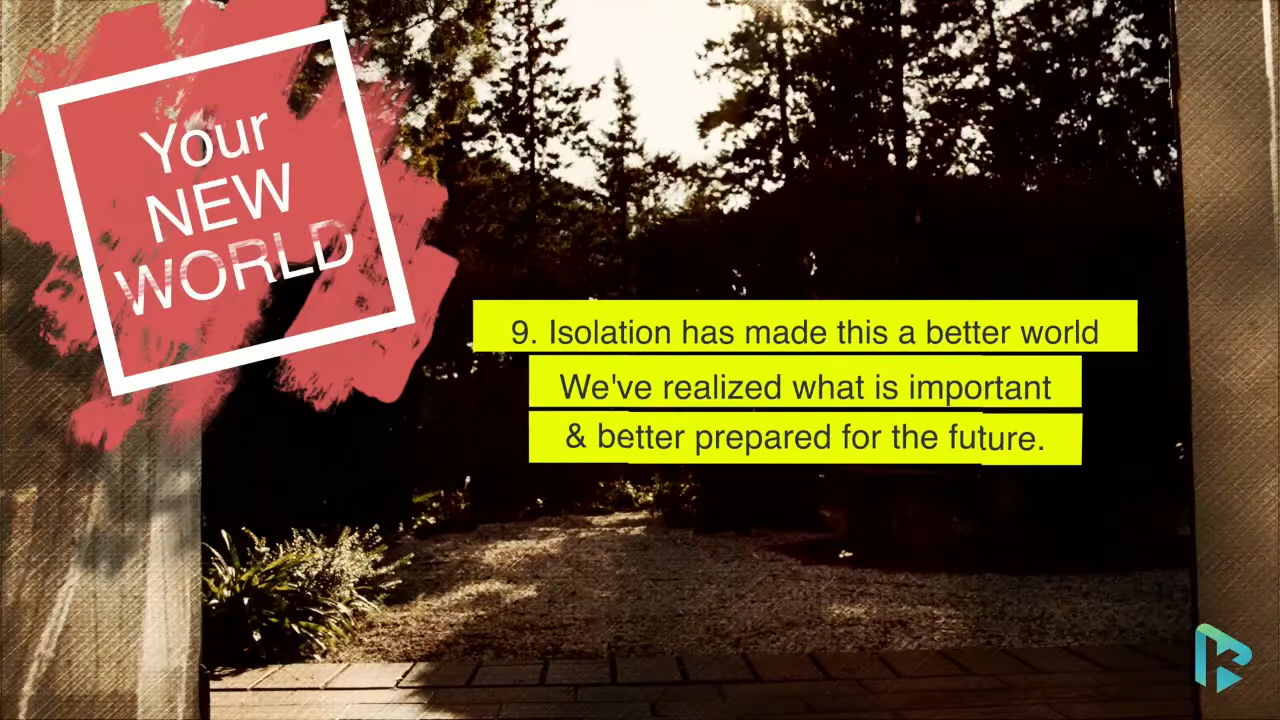 Your
NEW
WORLD
9. Isolation has made this a better world
We've realized what is important
& better prepared for the future.